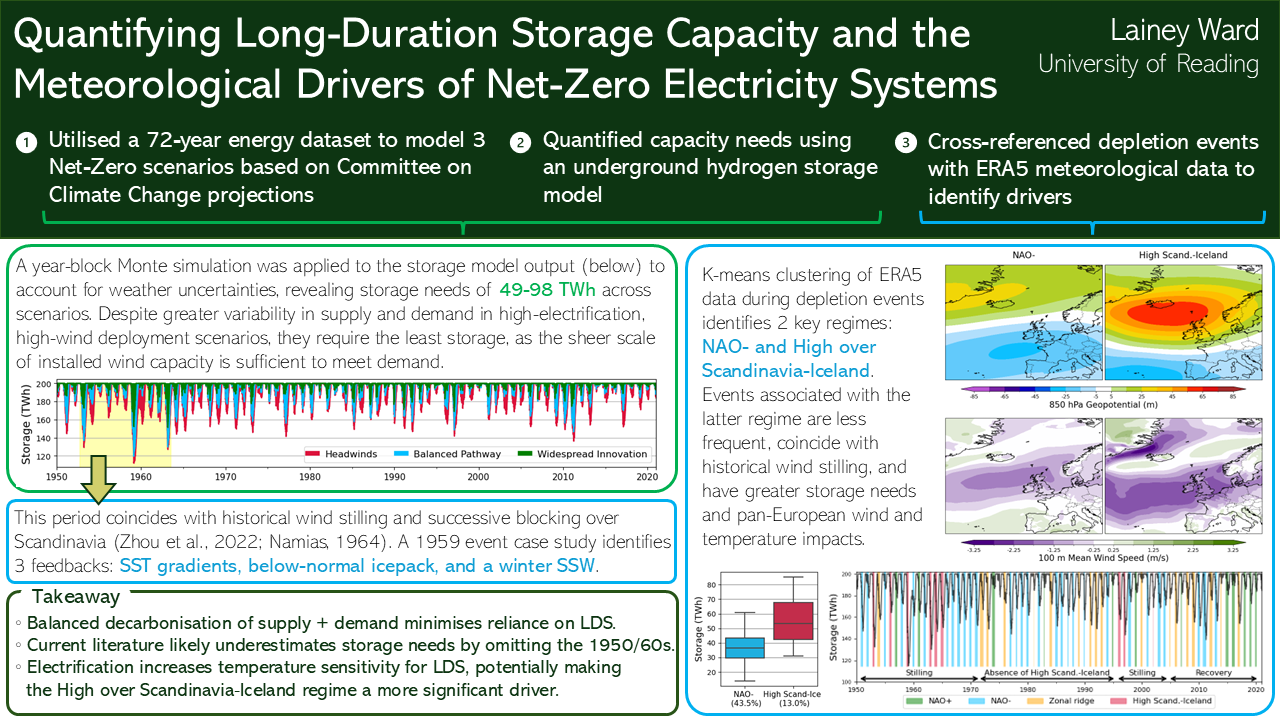 Quantifying Long-Duration Storage Capacity and the
Meteorological Drivers of Net-Zero Electricity Systems
Lainey Ward
University of Reading
1 Utilised a 72-year energy dataset to model 3
Net-Zero scenarios based on Committee on
Climate Change projections
2 Quantified capacity needs using
an underground hydrogen storage
model
3 Cross-referenced depletion events
with ERA5 meteorological data to
identify drivers
A year-block Monte simulation was applied to the storage model output (below) to
account for weather uncertainties, revealing storage needs of 49-98 TWh across
scenarios. Despite greater variability in supply and demand in high-electrification,
high-wind deployment scenarios, they require the least storage, as the sheer scale
of installed wind capacity is sufficient to meet demand.
Storage (TWh)
200
180
160
140
120
Headwinds Balanced Pathway Widespread Innovation
1950 1960 1970 1980 1990 2000 2010 2020
This period coincides with historical wind stilling and successive blocking over
Scandinavia (Zhou et al., 2022; Namias, 1964). A 1959 event case study identifies
3 feedbacks: SST gradients, below-normal icepack, and a winter SSW.
Takeaway
◦ Balanced decarbonisation of supply + demand minimises reliance on LDS.
◦ Current literature likely underestimates storage needs by omitting the 1950/60s.
◦ Electrification increases temperature sensitivity for LDS, potentially making
the High over Scandinavia-Iceland regime a more significant driver.
K-means clustering of ERA5
data during depletion events
identifies 2 key regimes:
NAO- and High over
Scandinavia-Iceland.
Events associated with the
latter regime are less
frequent, coincide with
historical wind stilling, and
have greater storage needs
and pan-European wind and
temperature impacts.
NAO- High Scand.-Iceland
-85 -65 -45 -25 -5 5 25 45 65 85
850 hPa Geopotential (m)
-3.25 -2.25 -1.25 -0.25 0.25 1.25 2.25 3.25
100 m Mean Wind Speed (m/s)
Storage (TWh)
80
70
60
50
40
30
20
NAO- High Scand-Ice
(43.5%) (13.0%)
Storage (TWh)
200
180
160
140
120
100
Stilling Absence of High Scand.-Iceland Stilling Recovery
1950 1960 1970 1980 1990 2000 2010 2020
NAO+ NAO- Zonal ridge High Scand.-Iceland